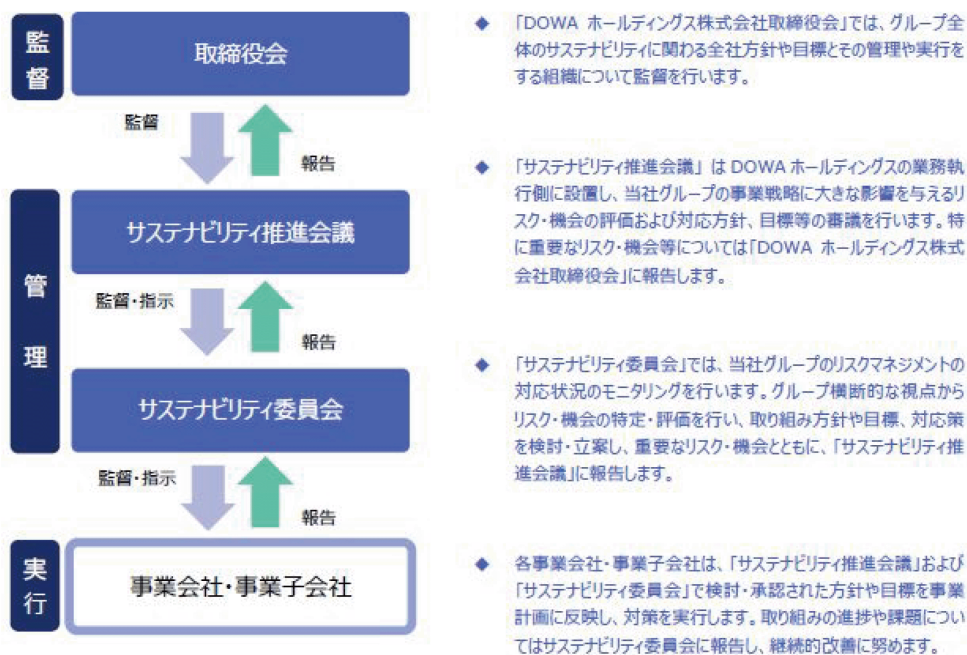 監督
取締役会
◆ 「DOWA ホールディングス株式会社取締役会」では、グループ全
体のサステナビリティに関わる全社方針や目標とその管理や実行を
する組織について監督を行います。
監督
報告
管理
サステナビリティ推進会議
◆ 「サステナビリティ推進会議」 は DOWA ホールディングスの業務執
行側に設置し、当社グループの事業戦略に大きな影響を与えるリ
スク・機会の評価および対応方針、目標等の審議を行います。特
に重要なリスク・機会等については「DOWA ホールディングス株式
会社取締役会」に報告します。
監督・指示
報告
サステナビリティ委員会
◆ 「サステナビリティ委員会」では、当社グループのリスクマネジメントの
対応状況のモニタリングを行います。グループ横断的な視点から
リスク・機会の特定・評価を行い、取り組み方針や目標、対応策
を検討・立案し、重要なリスク・機会とともに、「サステナビリティ推
進会議」に報告します。
監督・指示
報告
実行
事業会社・事業子会社
◆ 各事業会社・事業子会社は、「サステナビリティ推進会議」および
「サステナビリティ委員会」で検討・承認された方針や目標を事業
計画に反映し、対策を実行します。取り組みの進捗や課題につい
てはサステナビリティ委員会に報告し、継続的改善に努めます。